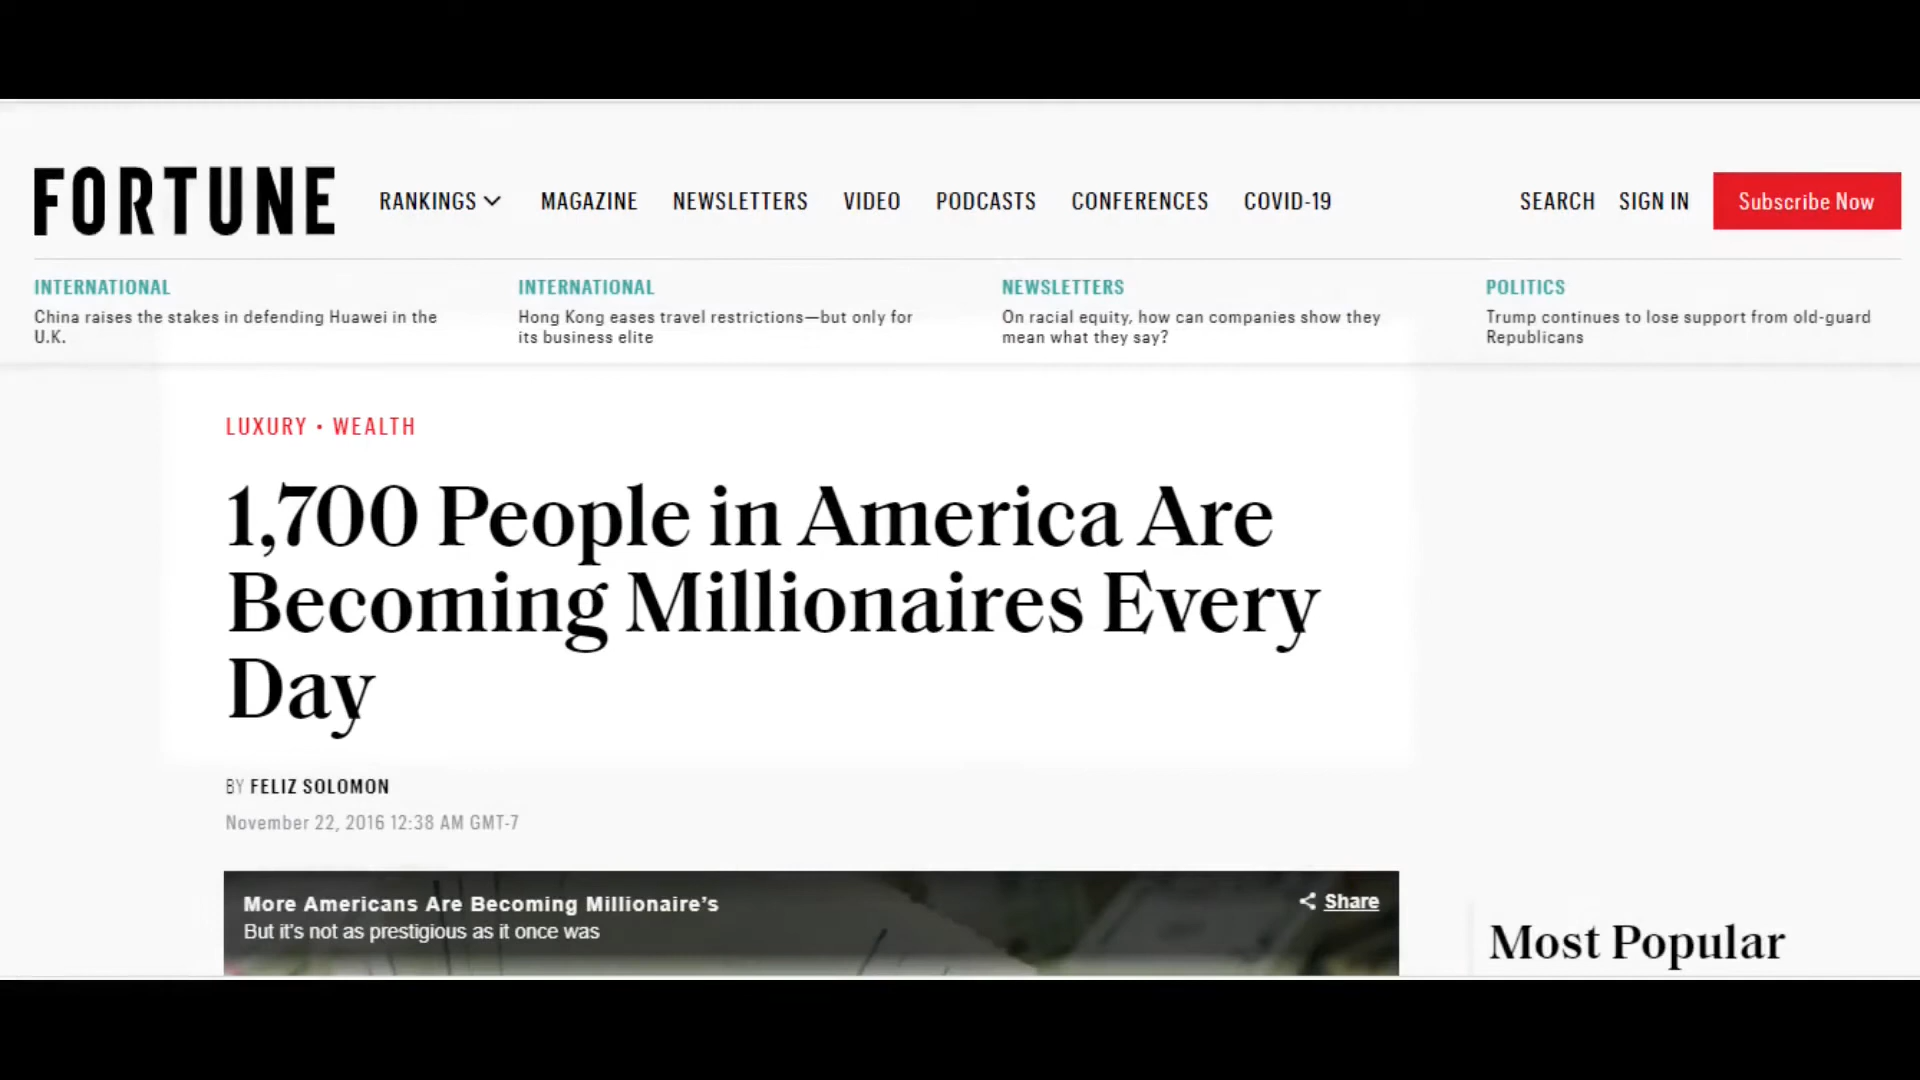 FORTUNE
RANKINGS MAGAZINE NEWSLETTERS VIDEO PODCASTS CONFERENCES COVID-19 SEARCH SIGN IN Subscribe Now
INTERNATIONAL
China raises the stakes in defending Huawei in the
U.K.
INTERNATIONAL
Hong Kong eases travel restrictions—but only for
its business elite
NEWSLETTERS
On racial equity, how can companies show they
mean what they say?
POLITICS
Trump continues to lose support from old-guard
Republicans
LUXURY • WEALTH
1,700 People in America Are
Becoming Millionaires Every
Day
BY FELIZ SOLOMON
November 22, 2016 12:38 AM GMT-7
More Americans Are Becoming Millionaire's
But it's not as prestigious as it once was
Share
Most Popular